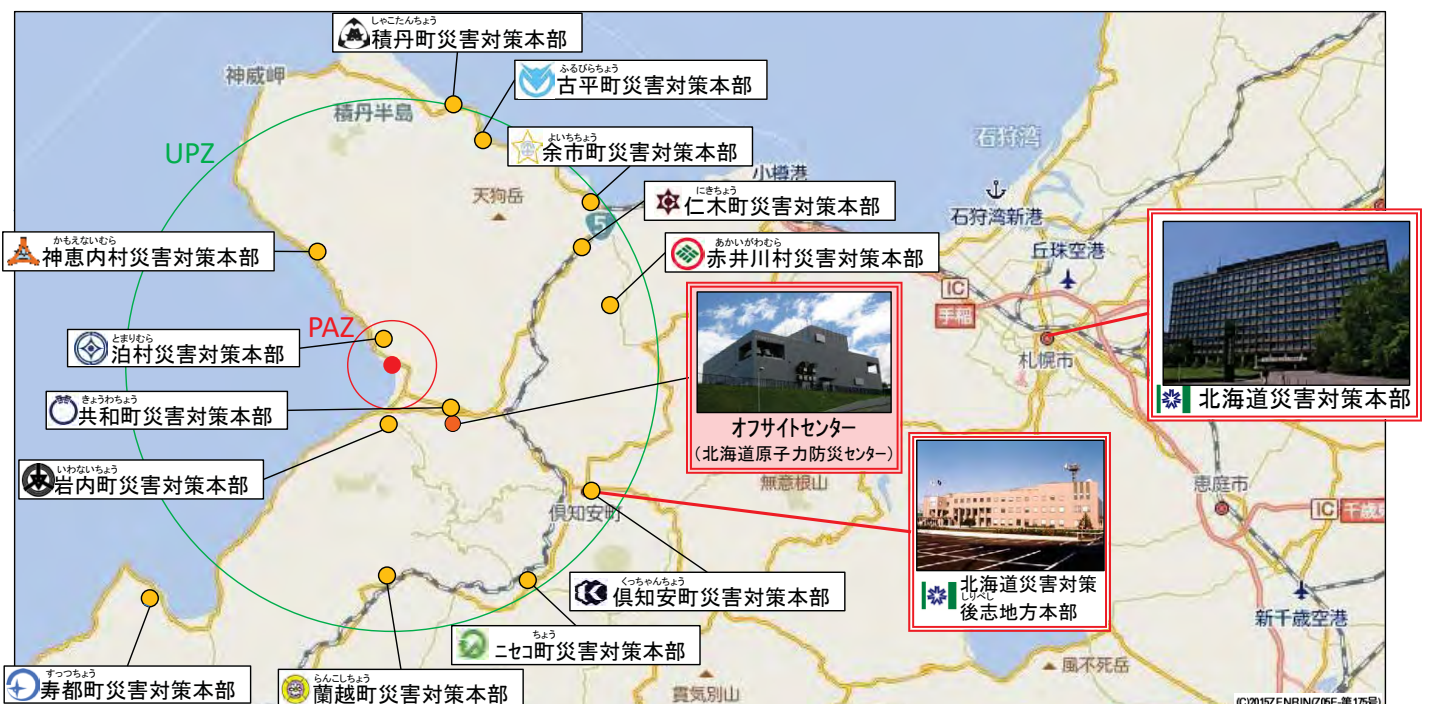 しゃこたんちょう
積丹町災害対策本部
ふるびらちょう
古平町災害対策本部
よいちちょう
余市町災害対策本部
にきちょう
仁木町災害対策本部
あかいがわむら
赤井川村災害対策本部
かもえないむら
神恵内村災害対策本部
とまりむら
泊村災害対策本部
きょうわちょう
共和町災害対策本部
いわないちょう
岩内町災害対策本部
すっつちょう
寿都町災害対策本部
らんこしちょう
蘭越町災害対策本部
ちょう
ニセコ町災害対策本部
くっちゃんちょう
倶知安町災害対策本部
オフサイトセンター
(北海道原子力防災センター)
北海道災害対策
しりべし
後志地方本部
北海道災害対策本部
UPZ
PAZ
神威岬
積丹半島
天狗岳
小樽港
5
石狩湾
石狩湾新港
丘珠空港
IC
手稲
札幌市
無意根山
倶知安町
恵庭市
IC
千歳
新千歳空港
風不死岳
貫気別山
(C)2015ZENRIN(Z05E-第175号)